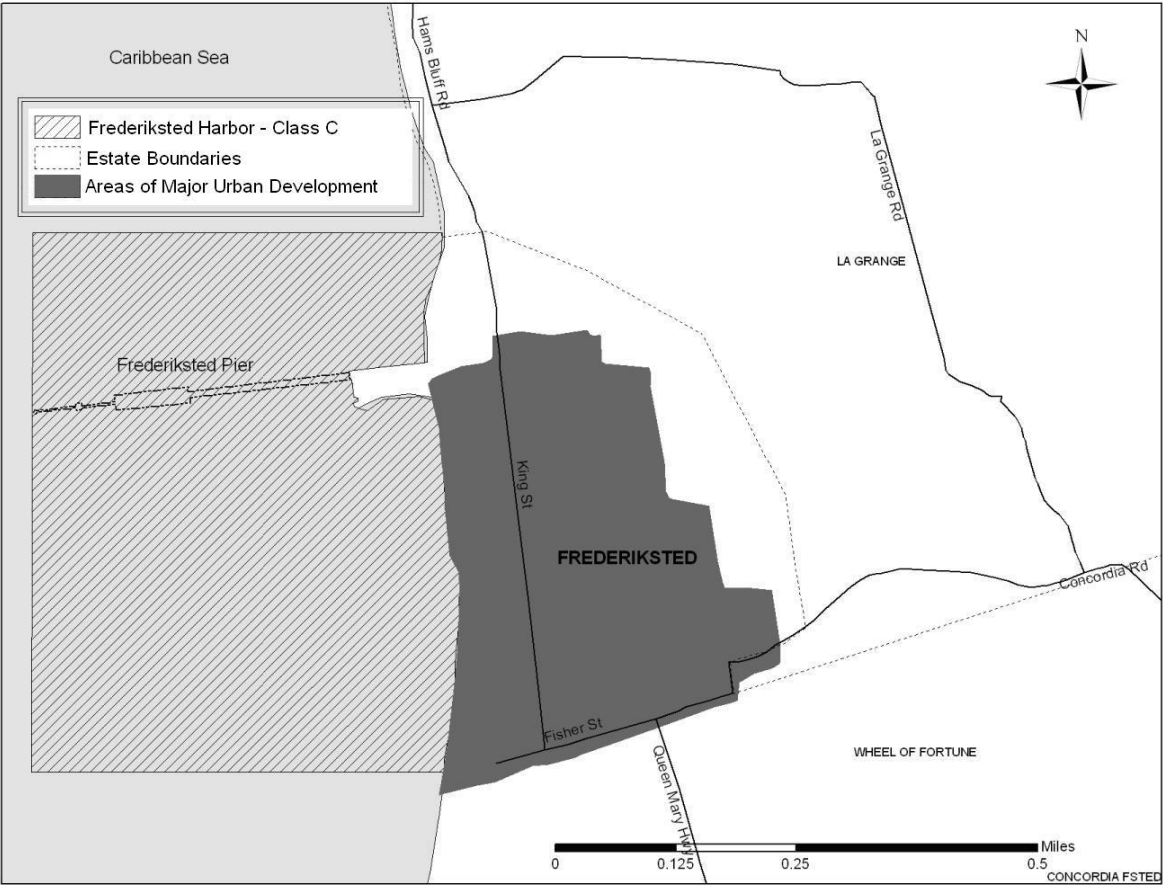 Caribbean Sea
Hams Bluff Rd
N
Frederiksted Harbor - Class C
Estate Boundaries
Areas of Major Urban Development
La Grange Rd
LA GRANGE
Frederiksted Pier
King St
FREDERIKSTED
Concordia Rd
Fisher St
Queen Mary Hwy
WHEEL OF FORTUNE
Miles
0 0.125 0.25 0.5
CONCORDIA FSTED